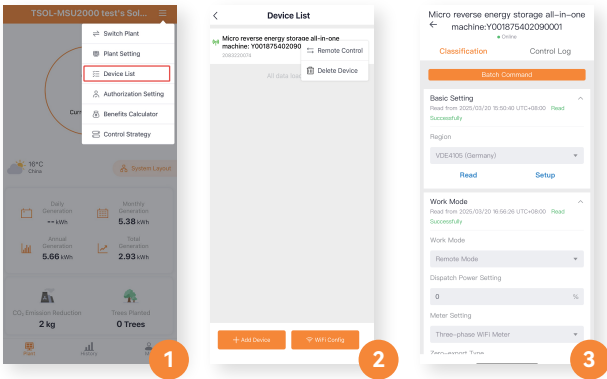 TSOL-MSU2000 test's Sol...
Switch Plant
Plant Setting
Device List
Authorization Setting
Benefits Calculator
Control Strategy
16°C
China
System Layout
Daily
Generation
-- kWh
Monthly
Generation
5.38 kWh
Annual
Generation
5.66 kWh
Total
Generation
2.93 kWh
CO₂ Emission Reduction
2 kg
Trees Planted
0 Trees
Plant
History
1
Device List
Micro reverse energy storage all-in-one
machine: Y001875402090
Remote Control
Delete Device
All data loa
+ Add Device
WiFi Config
2
Micro reverse energy storage all-in-one
machine:Y001875402090001
Online
Classification
Control Log
Batch Command
Basic Setting
Read from 2025/03/20 15:50:40 UTC+08:00 Read
Successfully
Region
VDE4105 (Germany)
Read
Setup
Work Mode
Read from 2025/03/20 16:56:26 UTC+08:00 Read
Successfully
Work Mode
Remote Mode
Dispatch Power Setting
0 %
Meter Setting
Three-phase WiFi Meter
Zero-export Type
3